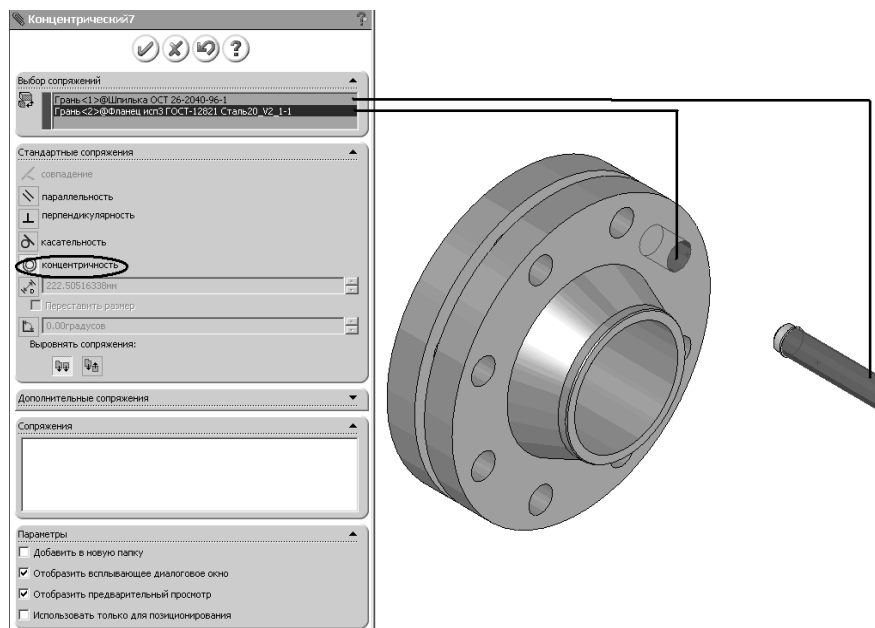 Концентрический7
?
?
Выбор сопряжений
Грань<1>@Шпилька ОСТ 26-2040-96-1
Грань<2>@Фланец исп3 ГОСТ-12821 Сталь20_V2_1-1
Стандартные сопряжения
совпадение
параллельность
перпендикулярность
касательность
концентричность
222.50516338мм
Переставить размер
0.00градусов
Выровнять сопряжения:
Дополнительные сопряжения
Сопряжения
Параметры
Добавить в новую папку
Отобразить всплывающее диалоговое окно
Отобразить предварительный просмотр
Использовать только для позиционирования